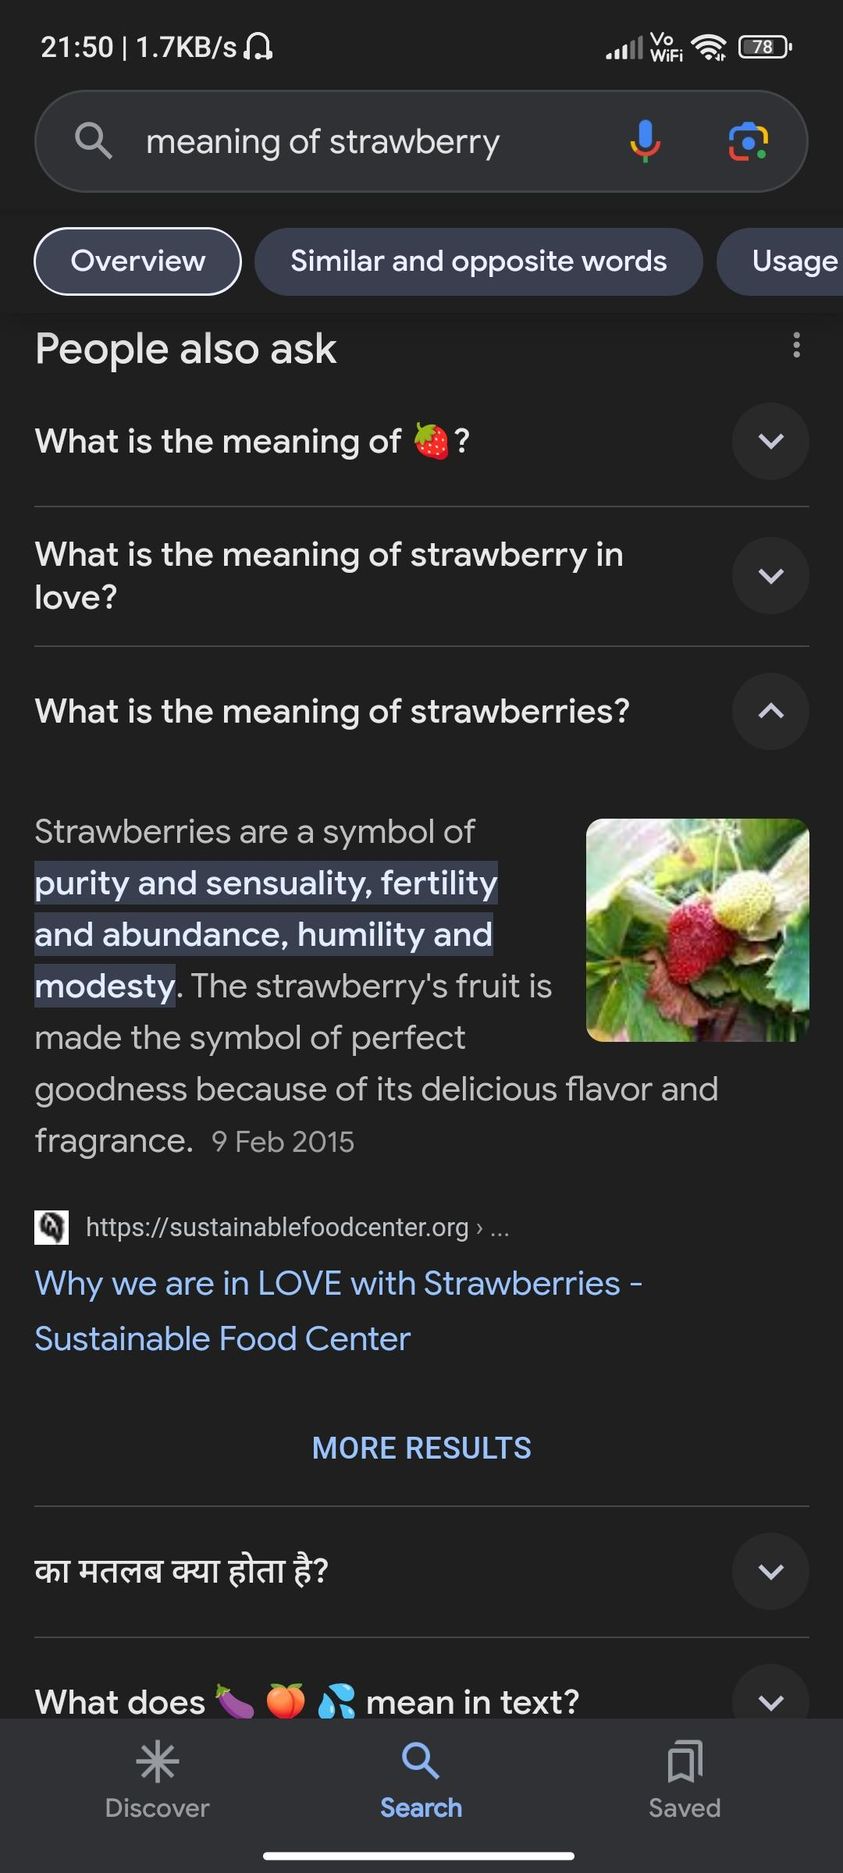 21:50 | 1.7KB/s
Vo
WiFi
78
meaning of strawberry
Overview
Similar and opposite words
Usage
People also ask
What is the meaning of 🍓?
What is the meaning of strawberry in
love?
What is the meaning of strawberries?
Strawberries are a symbol of
purity and sensuality, fertility
and abundance, humility and
modesty. The strawberry's fruit is
made the symbol of perfect
goodness because of its delicious flavor and
fragrance. 9 Feb 2015
https://sustainablefoodcenter.org › ...
Why we are in LOVE with Strawberries -
Sustainable Food Center
MORE RESULTS
का मतलब क्या होता है?
What does 🍆 🍑 💦 mean in text?
Discover
Search
Saved